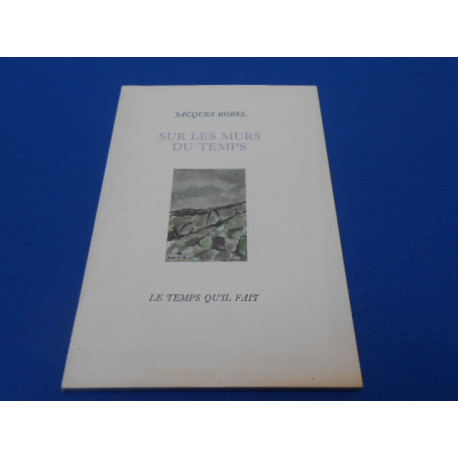 JACQUES BOREL
SUR LES MURS
DU TEMPS
LE TEMPS QU'IL FAIT